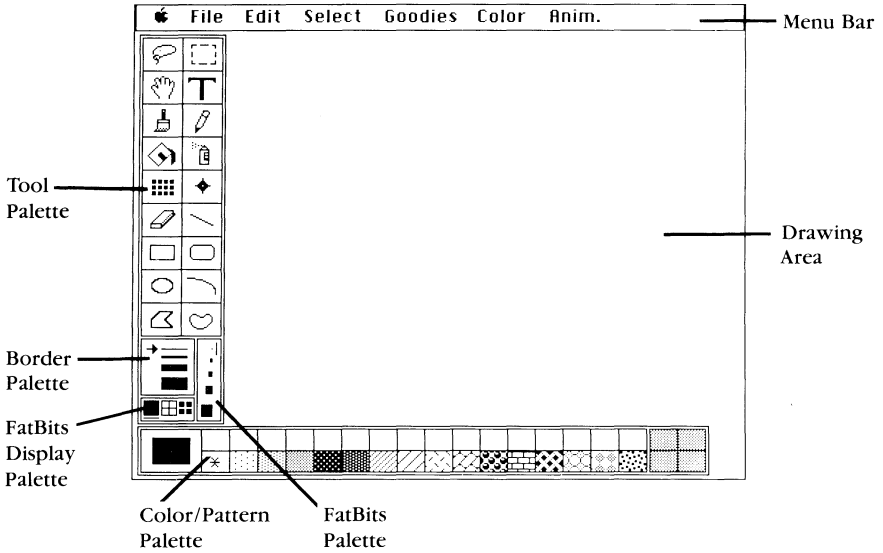 File Edit Select Goodies Color Anim.
Menu Bar
T
Tool
Palette
Drawing
Area
Border
Palette
FatBits
Display
Palette
Color/Pattern
Palette
FatBits
Palette